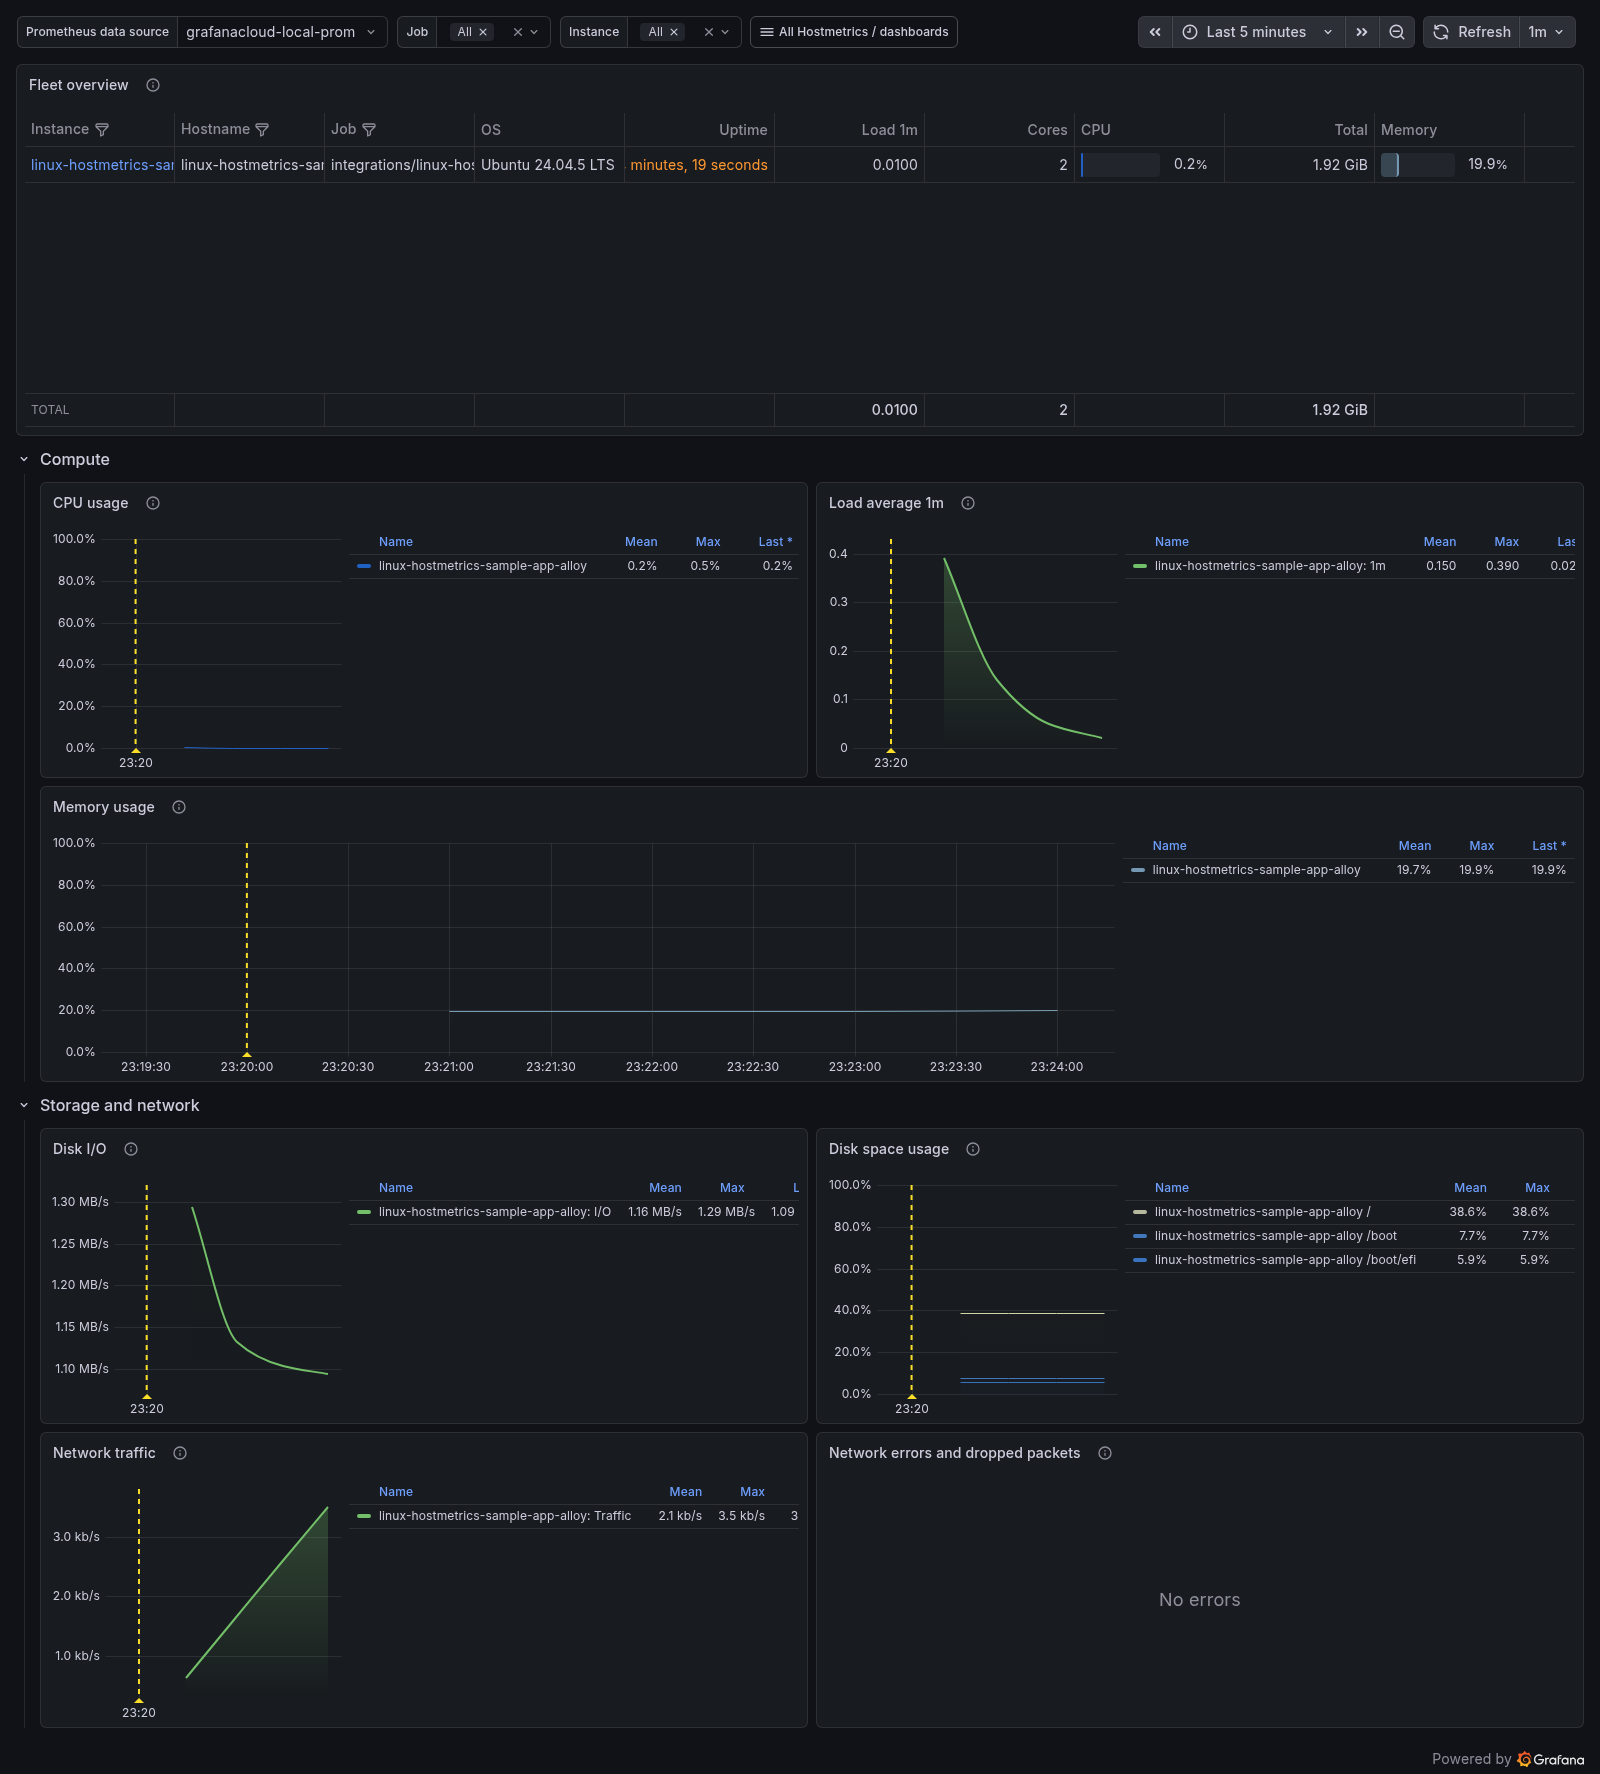 Prometheus data source grafanacloud-local-prom Job All Instance All All Hostmetrics / dashboards Last 5 minutes Refresh 1m
Fleet overview
Instance Hostname Job OS Uptime Load 1m Cores CPU Total Memory
linux-hostmetrics-sar linux-hostmetrics-sar integrations/linux-hos Ubuntu 24.04.5 LTS minutes, 19 seconds 0.0100 2 0.2% 1.92 GiB 19.9%
TOTAL 0.0100 2 1.92 GiB
Compute
CPU usage
100.0%
80.0%
60.0%
40.0%
20.0%
0.0%
23:20
Name Mean Max Last *
linux-hostmetrics-sample-app-alloy 0.2% 0.5% 0.2%
Load average 1m
0.4
0.3
0.2
0.1
0
23:20
Name Mean Max Las
linux-hostmetrics-sample-app-alloy: 1m 0.150 0.390 0.02
Memory usage
100.0%
80.0%
60.0%
40.0%
20.0%
0.0%
23:19:30 23:20:00 23:20:30 23:21:00 23:21:30 23:22:00 23:22:30 23:23:00 23:23:30 23:24:00
Name Mean Max Last *
linux-hostmetrics-sample-app-alloy 19.7% 19.9% 19.9%
Storage and network
Disk I/O
1.30 MB/s
1.25 MB/s
1.20 MB/s
1.15 MB/s
1.10 MB/s
23:20
Name Mean Max L
linux-hostmetrics-sample-app-alloy: I/O 1.16 MB/s 1.29 MB/s 1.09
Disk space usage
100.0%
80.0%
60.0%
40.0%
20.0%
0.0%
23:20
Name Mean Max
linux-hostmetrics-sample-app-alloy / 38.6% 38.6%
linux-hostmetrics-sample-app-alloy /boot 7.7% 7.7%
linux-hostmetrics-sample-app-alloy /boot/efi 5.9% 5.9%
Network traffic
3.0 kb/s
2.0 kb/s
1.0 kb/s
23:20
Name Mean Max
linux-hostmetrics-sample-app-alloy: Traffic 2.1 kb/s 3.5 kb/s 3
Network errors and dropped packets
No errors
Powered by Grafana